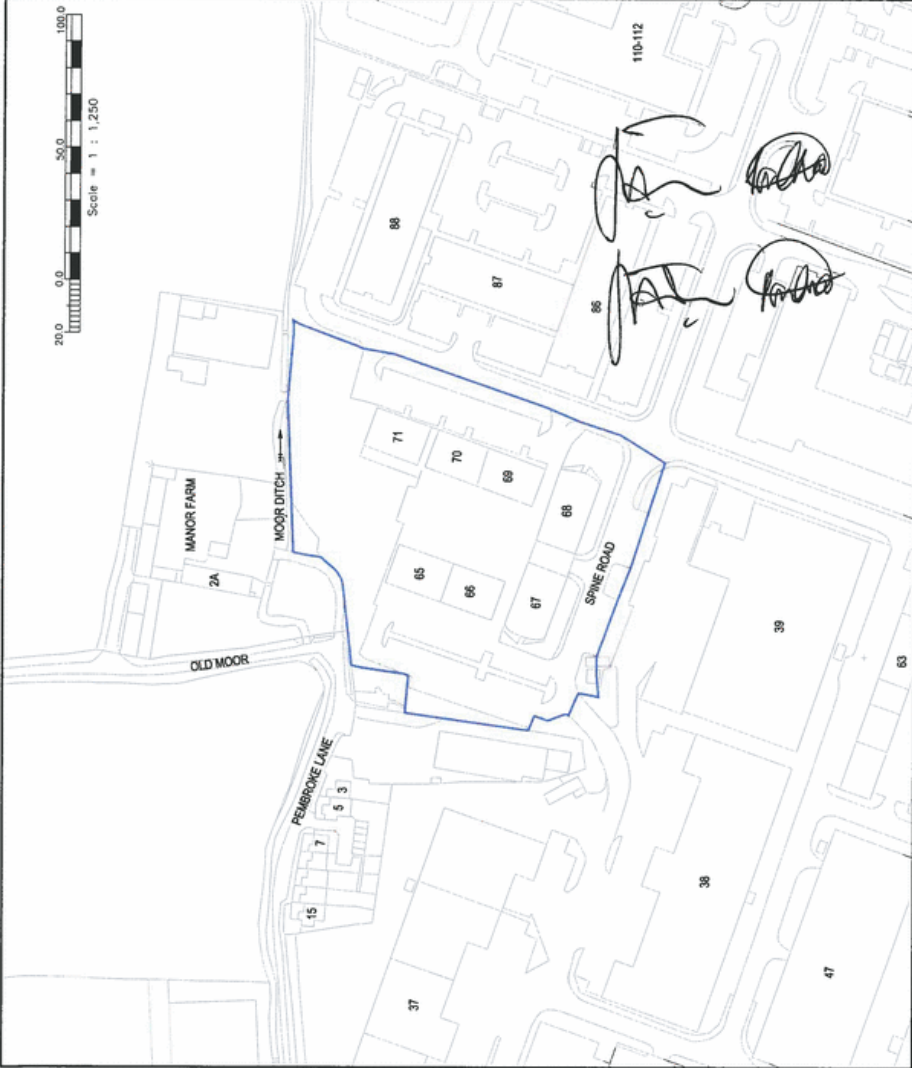 20.0 0.0 50.0 100.0
Scale = 1 : 1,250
MANOR FARM
2A
MOOR DITCH
OLD MOOR
PEMBROKE LANE
3
5
7
15
88
87
86
110-112
71
70
69
68
65
66
67
SPINE ROAD
37
38
39
47
63